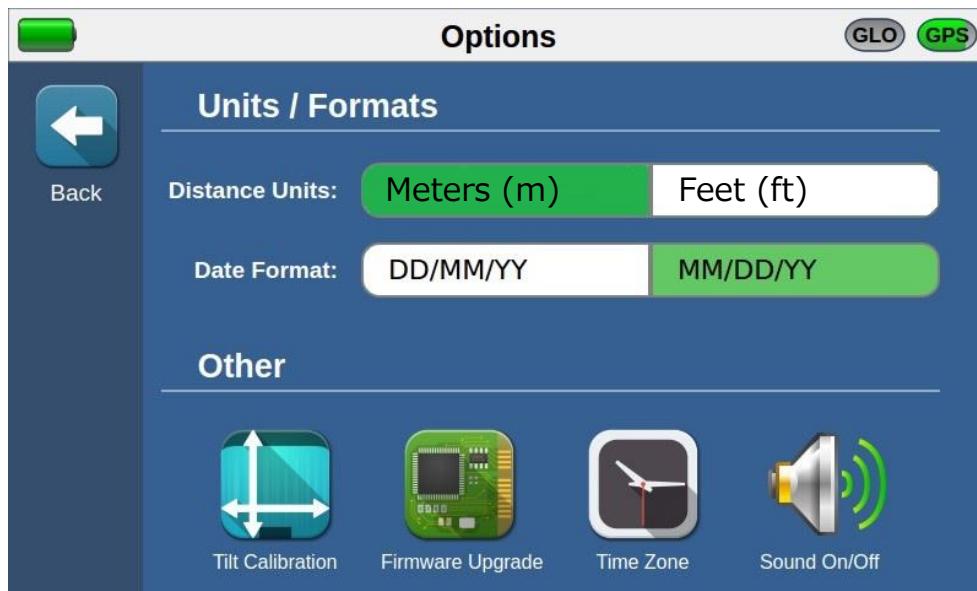 Options
GLO
GPS
Back
Units / Formats
Distance Units:
Meters (m)
Feet (ft)
Date Format:
DD/MM/YY
MM/DD/YY
Other
Tilt Calibration
Firmware Upgrade
Time Zone
Sound On/Off